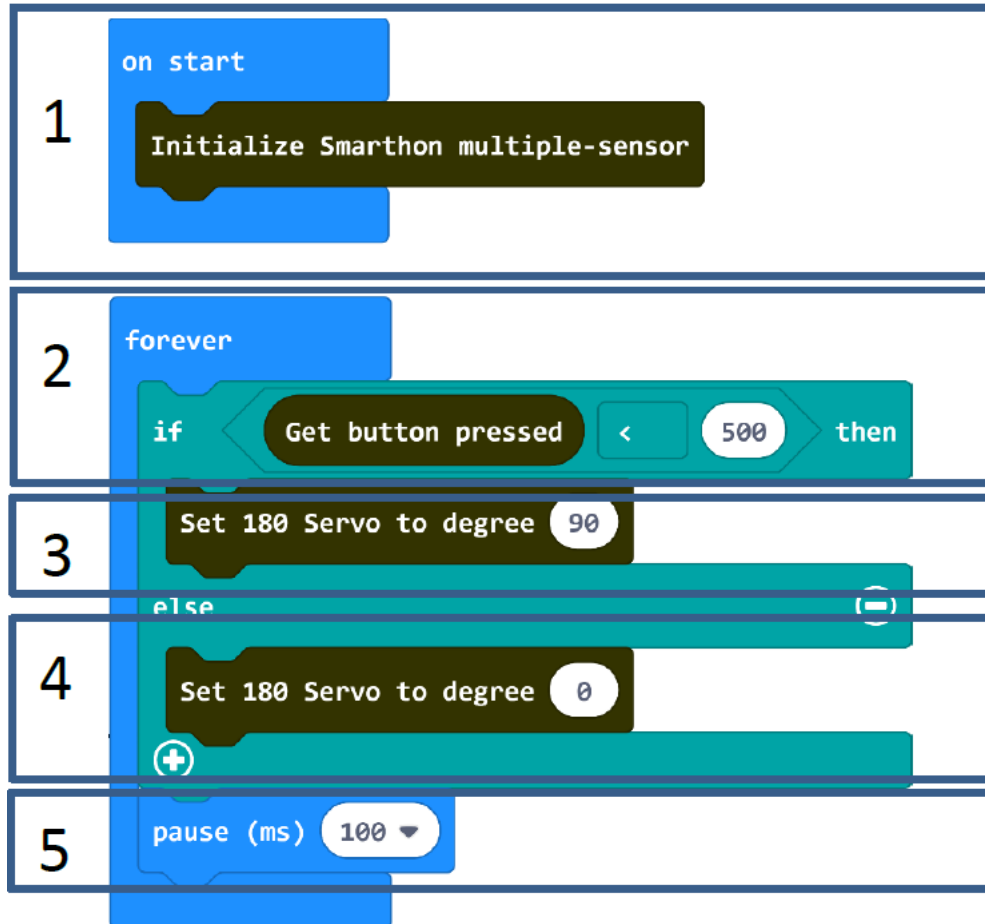 1
on start
Initialize Smarthon multiple-sensor
2
forever
if Get button pressed < 500 then
3
Set 180 Servo to degree 90
else
4
Set 180 Servo to degree 0
5
pause (ms) 100